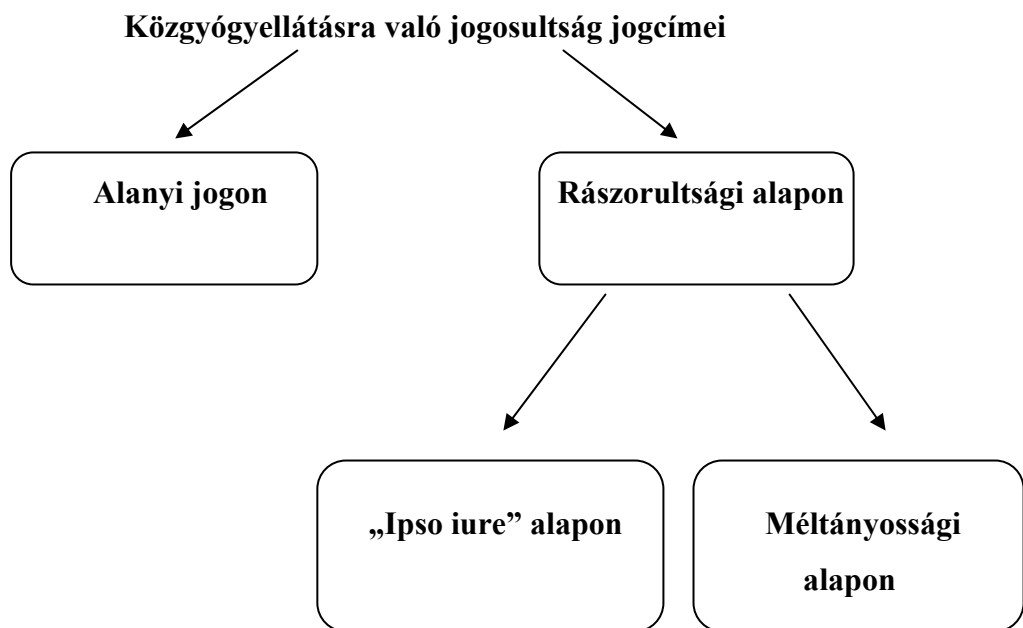 Közgyógyellátásra való jogosultság jogcímei
Alanyi jogon
Rászorultsági alapon
„Ipso iure” alapon
Méltányossági
alapon